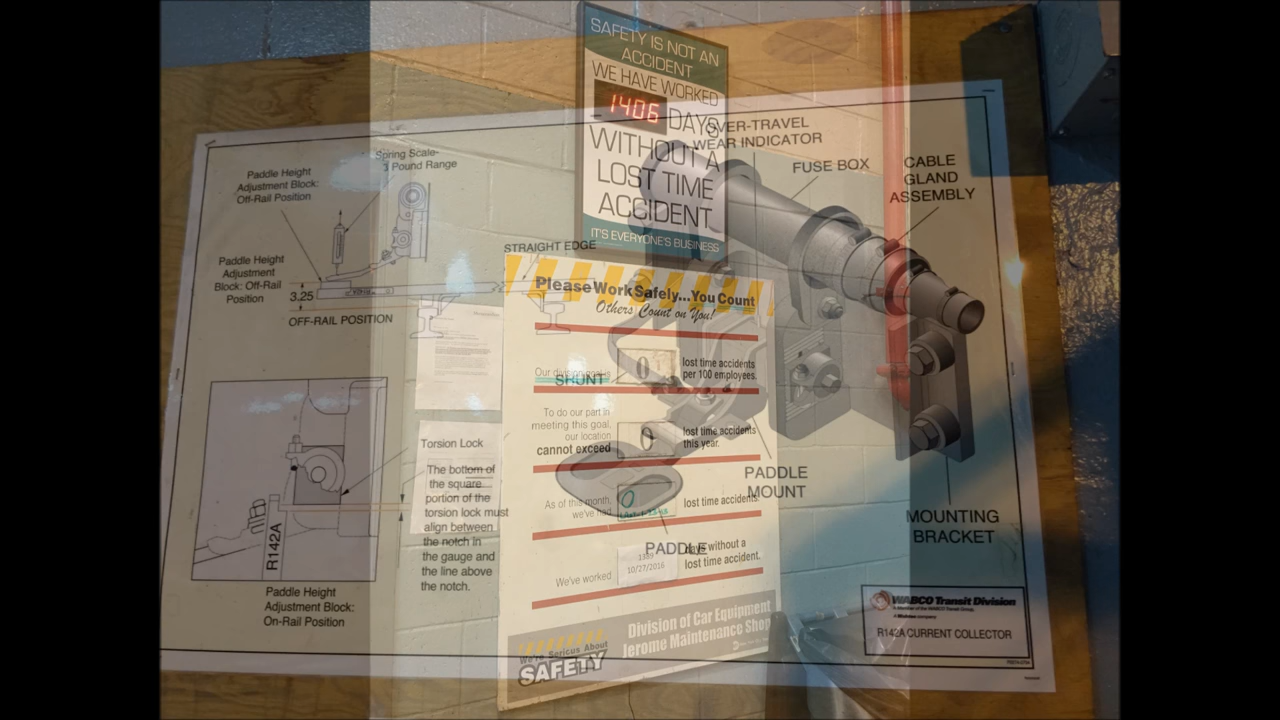 SAFETY IS NOT AN
ACCIDENT
WE HAVE WORKED
1406 DAYS
WITHOUT A
LOST TIME
ACCIDENT
IT'S EVERYONE'S BUSINESS
Please Work Safely...You Count
Others Count on You!
Our division goal is
lost time accidents
per 100 employees.
To do our part in
meeting this goal,
our location
cannot exceed
lost time accidents
this year.
As of this month,
we've had
0
lost time accidents.
We've worked
10/27/2016
days without a
lost time accident.
We're Serious About
SAFETY
Division of Car Equipment
Jerome Maintenance Shop
Paddle Height
Adjustment Block:
Off-Rail Position
Spring Scale-
3 Pound Range
Paddle Height
Adjustment
Block: Off-Rail
Position
3.25
OFF-RAIL POSITION
STRAIGHT EDGE
SHUNT
OVER-TRAVEL
WEAR INDICATOR
FUSE BOX
CABLE
GLAND
ASSEMBLY
PADDLE
MOUNT
PADDLE
MOUNTING
BRACKET
Torsion Lock
The bottom of
the square
portion of the
torsion lock must
align between
the notch in
the gauge and
the line above
the notch.
R142A
Paddle Height
Adjustment Block:
On-Rail Position
WABCO Transit Division
R142A CURRENT COLLECTOR